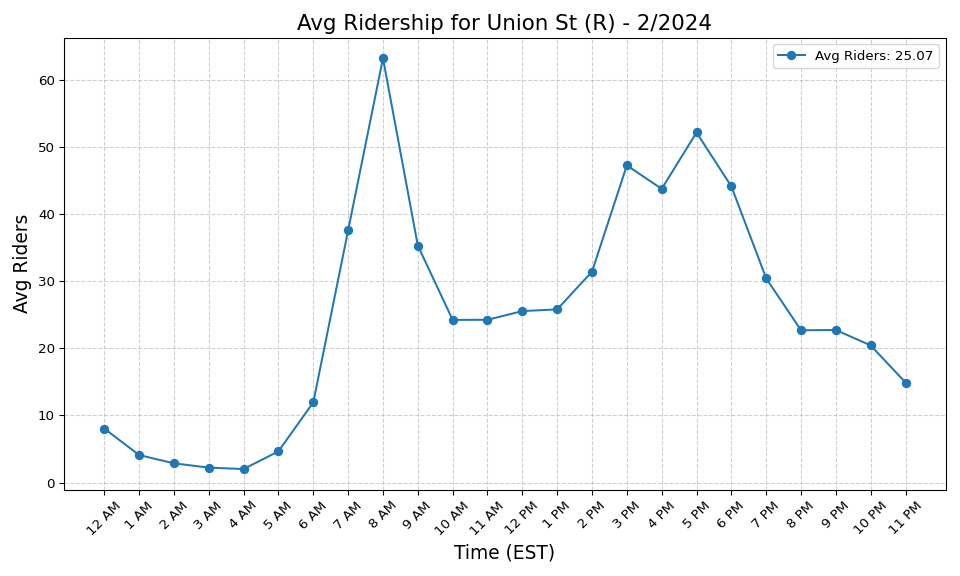 Avg Ridership for Union St (R) - 2/2024
Avg Riders: 25.07
Avg Riders
60
50
40
30
20
10
0
12 AM
1 AM
2 AM
3 AM
4 AM
5 AM
6 AM
7 AM
8 AM
9 AM
10 AM
11 AM
12 PM
1 PM
2 PM
3 PM
4 PM
5 PM
6 PM
7 PM
8 PM
9 PM
10 PM
11 PM
Time (EST)